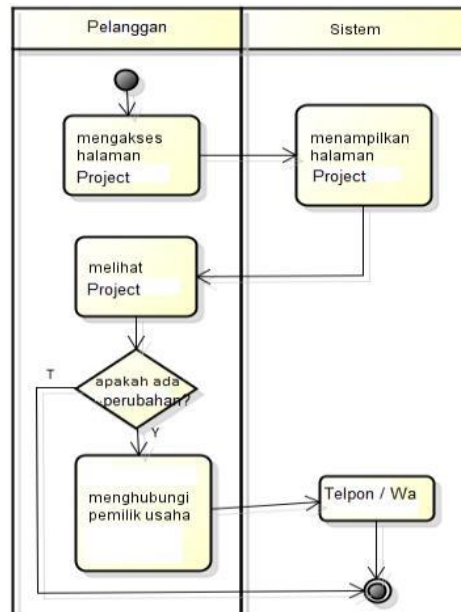 Pelanggan
Sistem
mengakses
halaman
Project
menampilkan
halaman
Project
melihat
Project
apakah ada
perubahan?
T
Y
menghubungi
pemilik usaha
Telpon / Wa